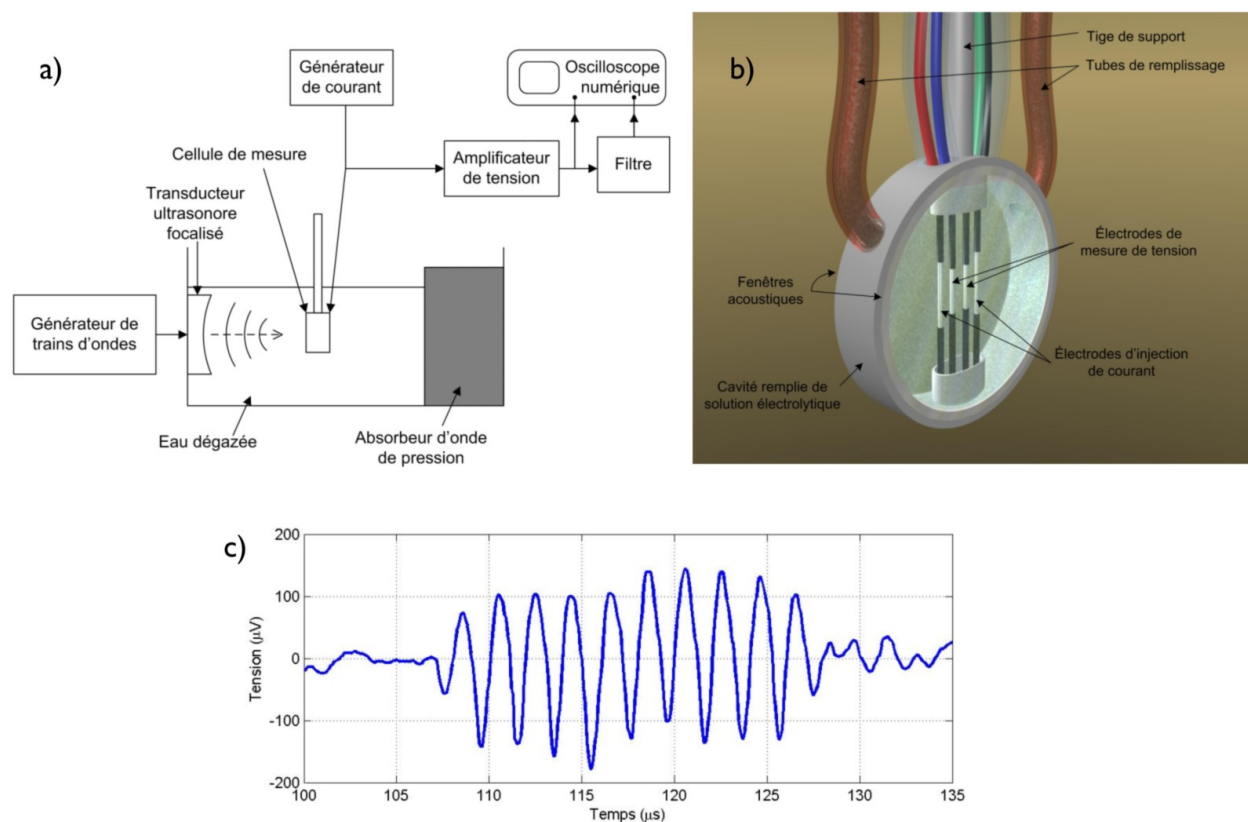 a)
Générateur
de courant
Oscilloscope
numérique
Cellule de mesure
Amplificateur
de tension
Filtre
Transducteur
ultrasonore
focalisé
Générateur de
trains d'ondes
Eau dégazée
Absorbeur d'onde
de pression
b)
Tige de support
Tubes de remplissage
Électrodes de
mesure de tension
Fenêtres
acoustiques
Électrodes d'injection
de courant
Cavité remplie de
solution électrolytique
c)
Tension (µV)
200
100
0
-100
-200
100 105 110 115 120 125 130 135
Temps (µs)